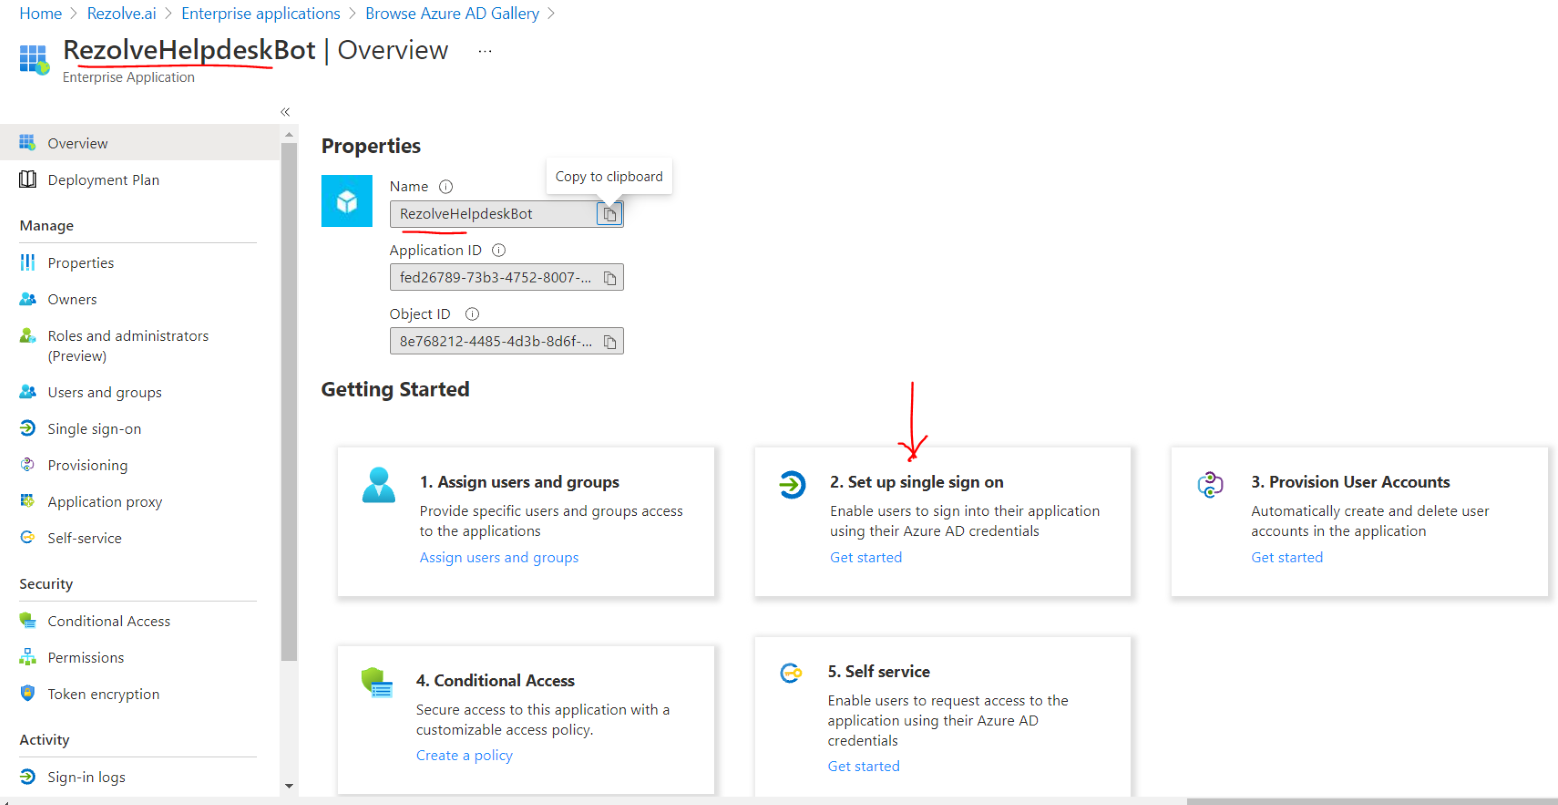 Home > Rezolve.ai > Enterprise applications > Browse Azure AD Gallery >
RezolveHelpdeskBot | Overview ...
Enterprise Application
«
Overview
Deployment Plan
Manage
Properties
Owners
Roles and administrators
(Preview)
Users and groups
Single sign-on
Provisioning
Application proxy
Self-service
Security
Conditional Access
Permissions
Token encryption
Activity
Sign-in logs
Properties
Copy to clipboard
Name
RezolveHelpdeskBot
Application ID
fed26789-73b3-4752-8007-...
Object ID
8e768212-4485-4d3b-8d6f-...
Getting Started
1. Assign users and groups
Provide specific users and groups access
to the applications
Assign users and groups
2. Set up single sign on
Enable users to sign into their application
using their Azure AD credentials
Get started
3. Provision User Accounts
Automatically create and delete user
accounts in the application
Get started
4. Conditional Access
Secure access to this application with a
customizable access policy.
Create a policy
5. Self service
Enable users to request access to the
application using their Azure AD
credentials
Get started